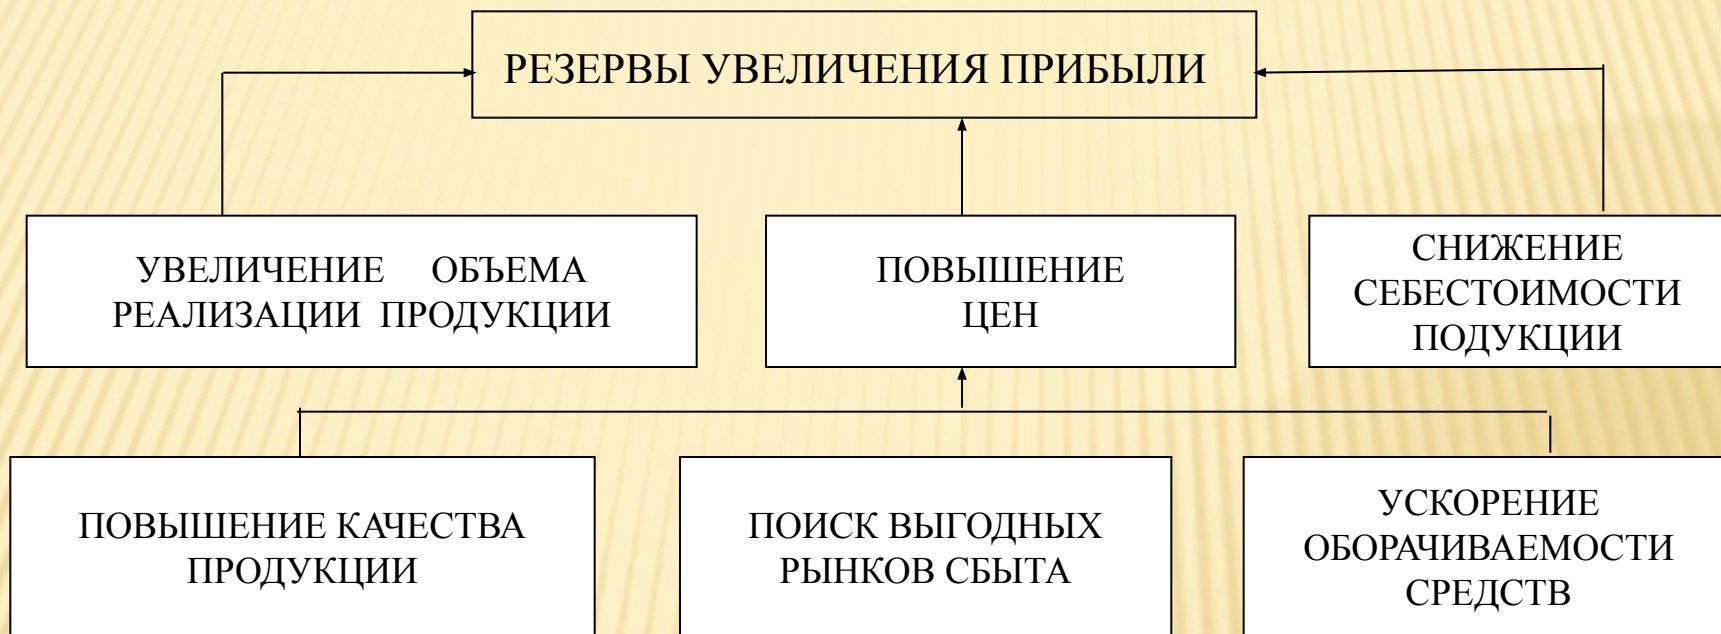 РЕЗЕРВЫ УВЕЛИЧЕНИЯ ПРИБЫЛИ
УВЕЛИЧЕНИЕ ОБЪЕМА
РЕАЛИЗАЦИИ ПРОДУКЦИИ
ПОВЫШЕНИЕ
ЦЕН
СНИЖЕНИЕ
СЕБЕСТОИМОСТИ
ПОДУКЦИИ
ПОВЫШЕНИЕ КАЧЕСТВА
ПРОДУКЦИИ
ПОИСК ВЫГОДНЫХ
РЫНКОВ СБЫТА
УСКОРЕНИЕ
ОБОРАЧИВАЕМОСТИ
СРЕДСТВ